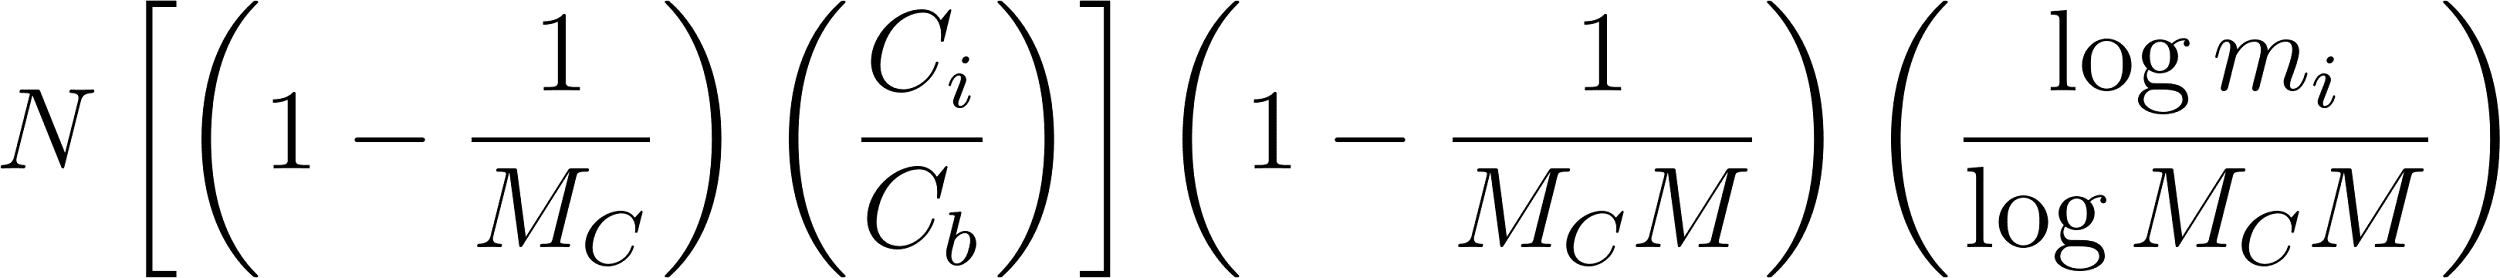 N [ ( 1 − 1/M_C ) ( C_i/C_b ) ] ( 1 − 1/(M_C M) ) ( log m_i / log M_C M )